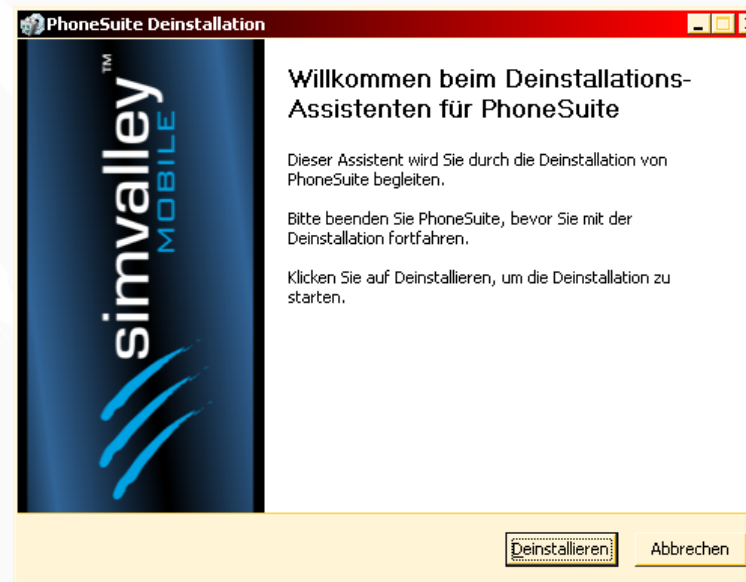 PhoneSuite Deinstallation
simvalley™
MOBILE
Willkommen beim Deinstallations-
Assistenten für PhoneSuite
Dieser Assistent wird Sie durch die Deinstallation von
PhoneSuite begleiten.
Bitte beenden Sie PhoneSuite, bevor Sie mit der
Deinstallation fortfahren.
Klicken Sie auf Deinstallieren, um die Deinstallation zu
starten.
Deinstallieren
Abbrechen